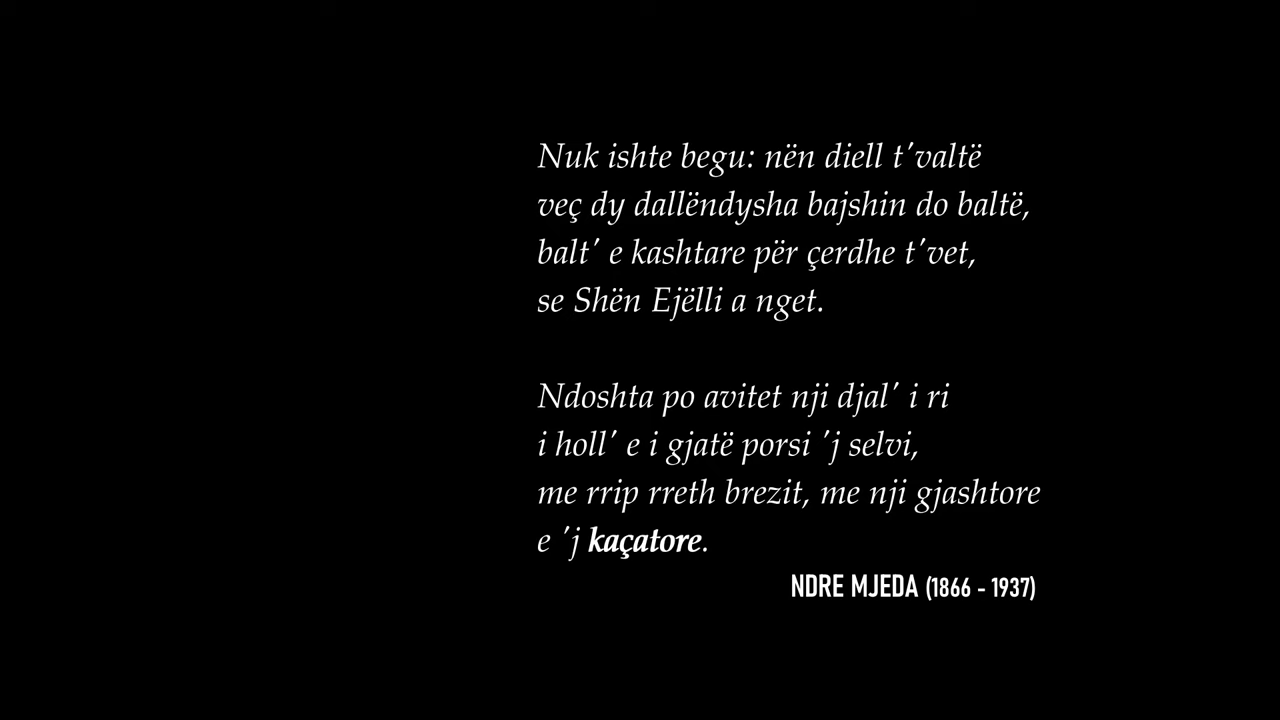 Nuk ishte begu: nën diell t'valtë
veç dy dallëndysha bajshin do baltë,
balt' e kashtare për çerdhe t'vet,
se Shën Ejëlli a nget.
Ndoshta po avitet nji djal' i ri
i holl' e i gjatë porsi 'j selvi,
me rrip rreth brezit, me nji gjashtore
e 'j kaçatore.
NDRE MJEDA (1866 - 1937)